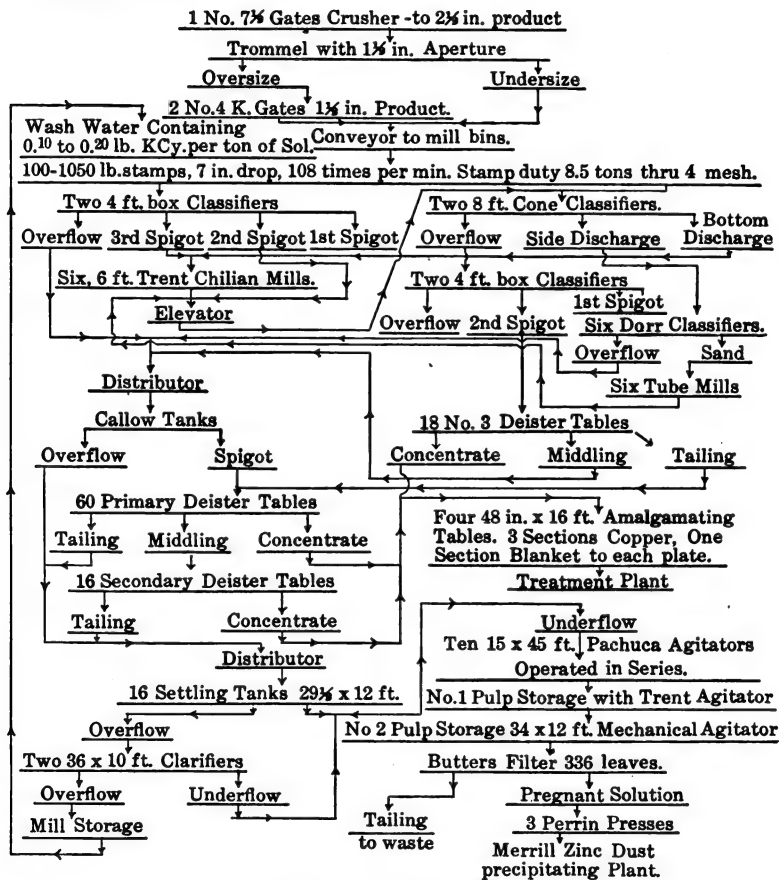 1 No. 7½ Gates Crusher -to 2½ in. product
Trommel with 1½ in. Aperture
Oversize
Undersize
2 No.4 K. Gates 1½ in. Product.
Wash Water Containing
0.10 to 0.20 lb. KCy. per ton of Sol.
Conveyor to mill bins.
100-1050 lb. stamps, 7 in. drop, 108 times per min. Stamp duty 8.5 tons thru 4 mesh.
Two 4 ft. box Classifiers
Two 8 ft. Cone Classifiers.
Overflow
3rd Spigot
2nd Spigot
1st Spigot
Overflow
Side Discharge
Bottom
Discharge
Six, 6 ft. Trent Chilian Mills.
Two 4 ft. box Classifiers
Elevator
1st Spigot
Overflow
2nd Spigot
Six Dorr Classifiers.
Overflow
Sand
Distributor
Six Tube Mills
Callow Tanks
18 No. 3 Deister Tables
Overflow
Spigot
Concentrate
Middling
Tailing
60 Primary Deister Tables
Tailing
Middling
Concentrate
Four 48 in. x 16 ft. Amalgamating
Tables. 3 Sections Copper, One
Section Blanket to each plate.
16 Secondary Deister Tables
Treatment Plant
Tailing
Concentrate
Underflow
Distributor
Ten 15 x 45 ft. Pachuca Agitators
Operated in Series.
16 Settling Tanks 29½ x 12 ft.
No.1 Pulp Storage with Trent Agitator
Overflow
No 2 Pulp Storage 34 x 12 ft. Mechanical Agitator
Two 36 x 10 ft. Clarifiers
Butters Filter 336 leaves.
Overflow
Underflow
Tailing
to waste
Pregnant Solution
Mill Storage
3 Perrin Presses
Merrill Zinc Dust
precipitating Plant.